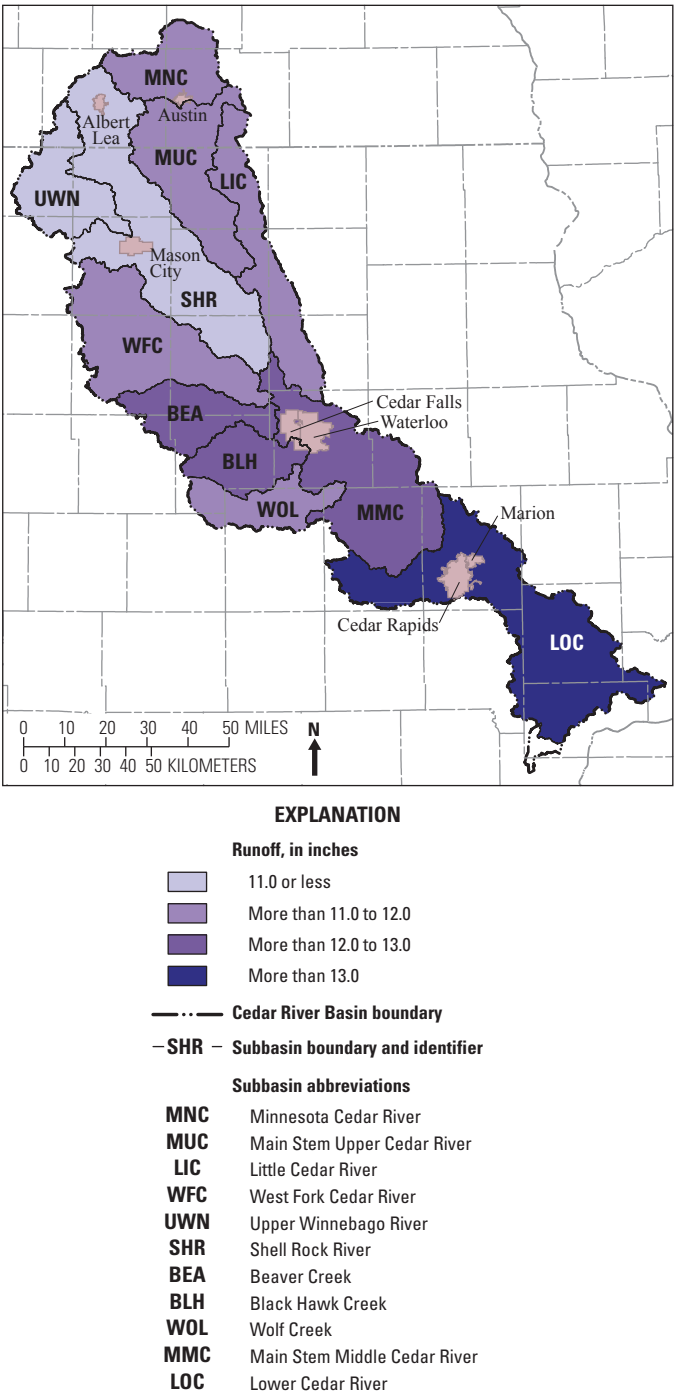 MNC
Albert
Lea
Austin
MUC
LIC
UWN
Mason
City
SHR
WFC
BEA
Cedar Falls
Waterloo
BLH
WOL
MMC
Marion
Cedar Rapids
LOC
0 10 20 30 40 50 MILES
0 10 20 30 40 50 KILOMETERS
N
EXPLANATION
Runoff, in inches
11.0 or less
More than 11.0 to 12.0
More than 12.0 to 13.0
More than 13.0
Cedar River Basin boundary
SHR Subbasin boundary and identifier
Subbasin abbreviations
MNC Minnesota Cedar River
MUC Main Stem Upper Cedar River
LIC Little Cedar River
WFC West Fork Cedar River
UWN Upper Winnebago River
SHR Shell Rock River
BEA Beaver Creek
BLH Black Hawk Creek
WOL Wolf Creek
MMC Main Stem Middle Cedar River
LOC Lower Cedar River